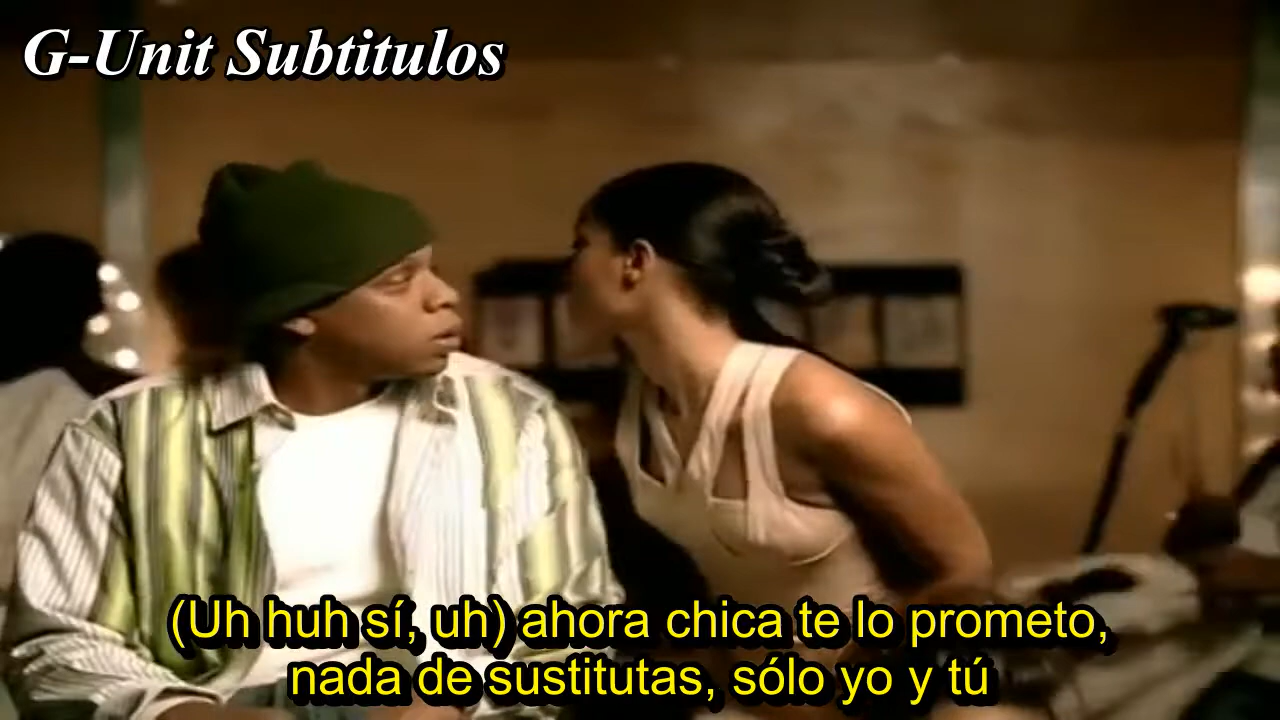 G-Unit Subtitulos
(Uh huh sí, uh) ahora chica te lo prometo,
nada de sustitutas, sólo yo y tú